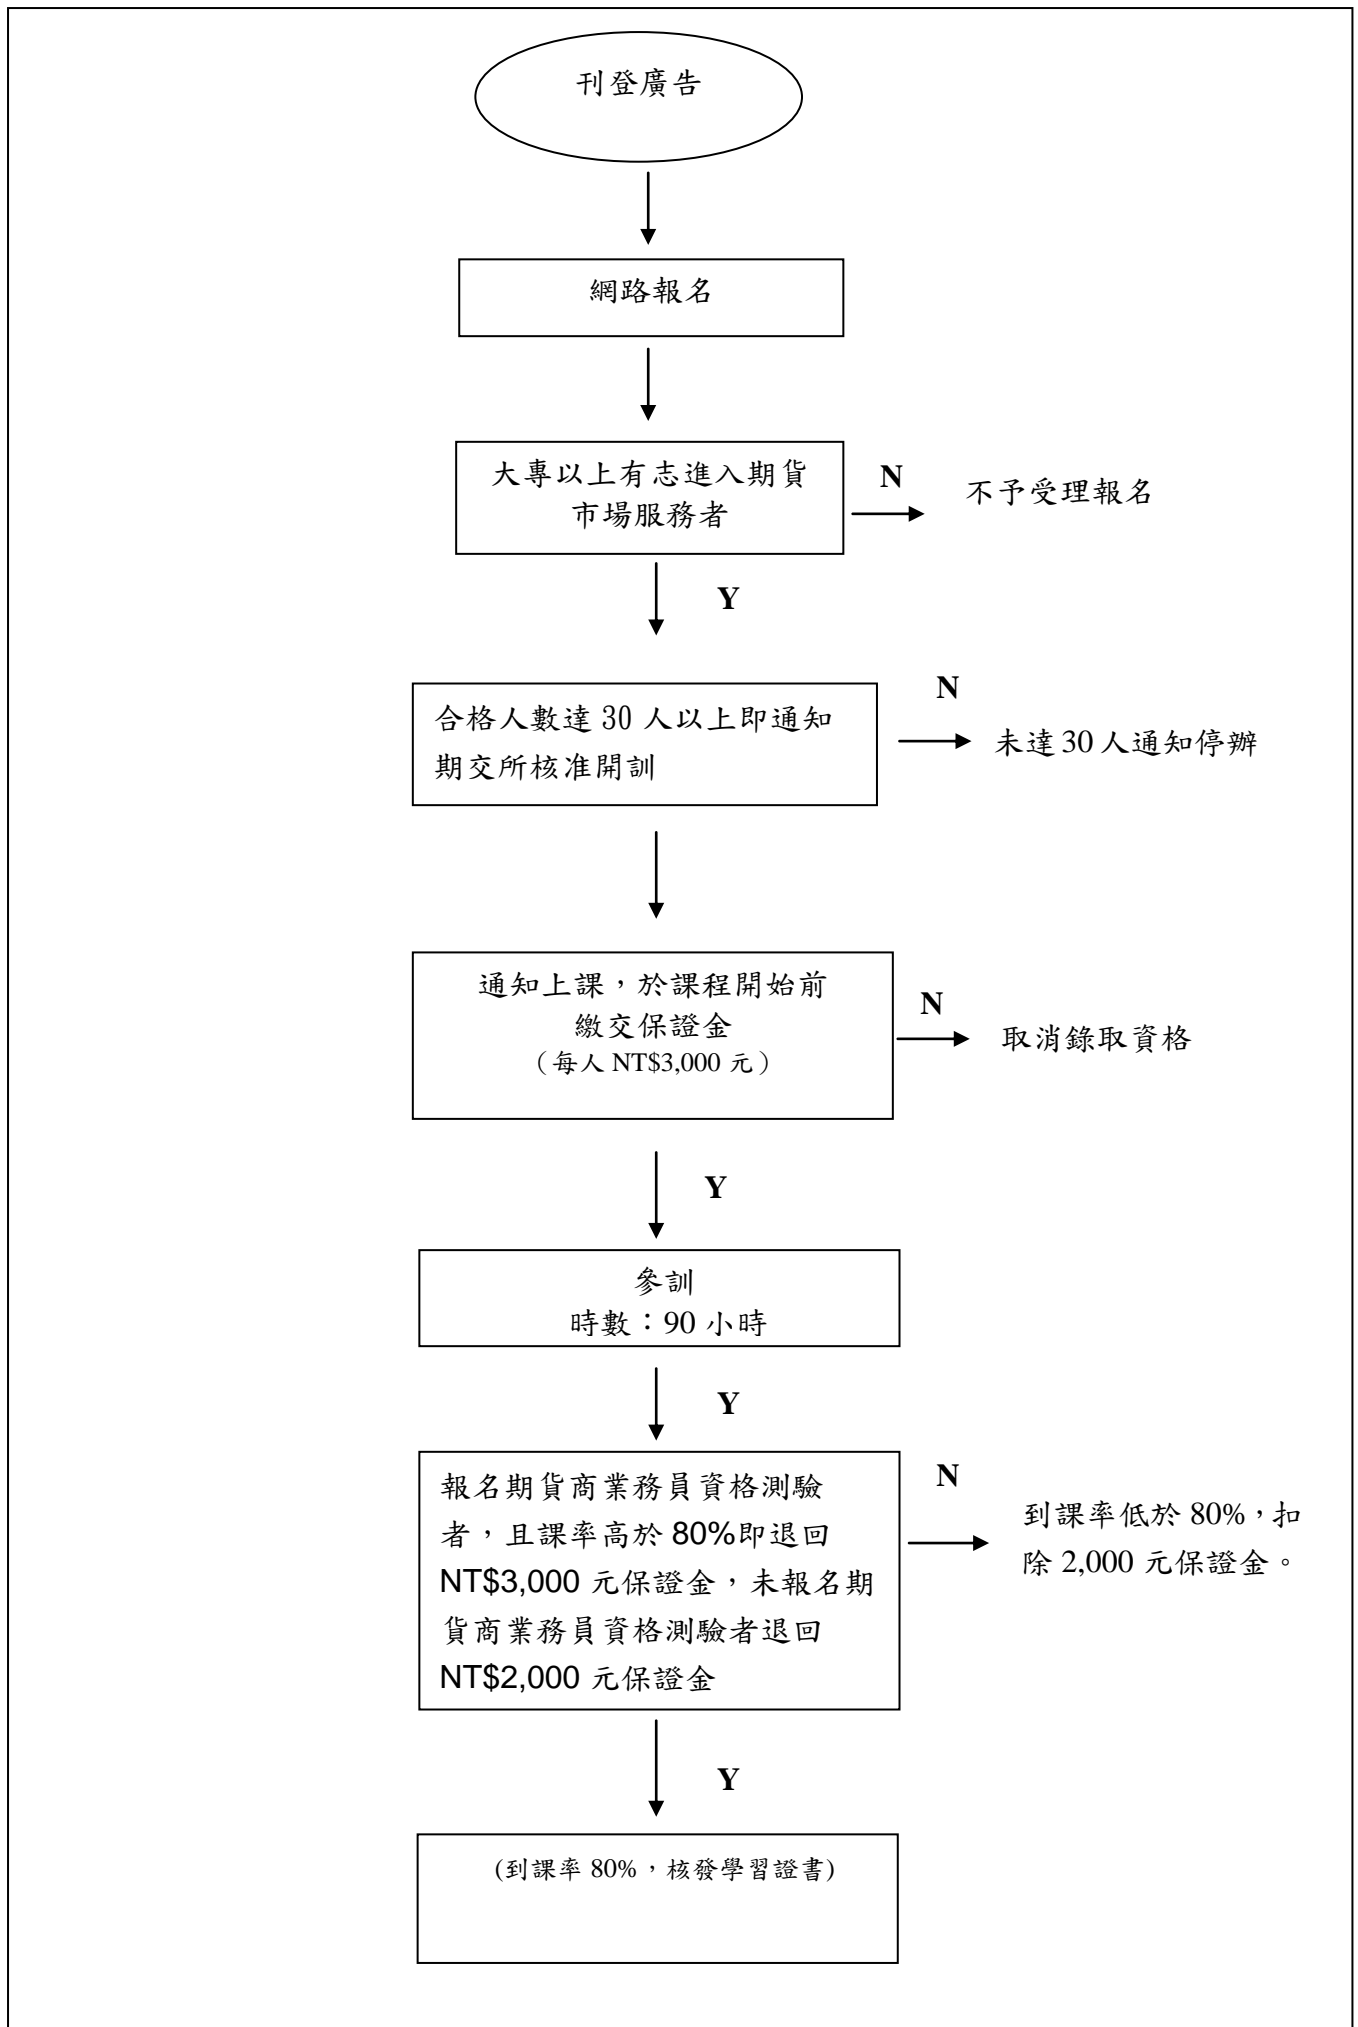 刊登廣告
網路報名
大專以上有志進入期貨
市場服務者
N
不予受理報名
Y
合格人數達 30 人以上即通知
期交所核准開訓
N
未達 30 人通知停辦
通知上課，於課程開始前
繳交保證金
（每人 NT$3,000 元）
N
取消錄取資格
Y
參訓
時數：90 小時
Y
報名期貨商業務員資格測驗
者，且課率高於 80%即退回
NT$3,000 元保證金，未報名期
貨商業務員資格測驗者退回
NT$2,000 元保證金
N
到課率低於 80%，扣
除 2,000 元保證金。
Y
(到課率 80%，核發學習證書)